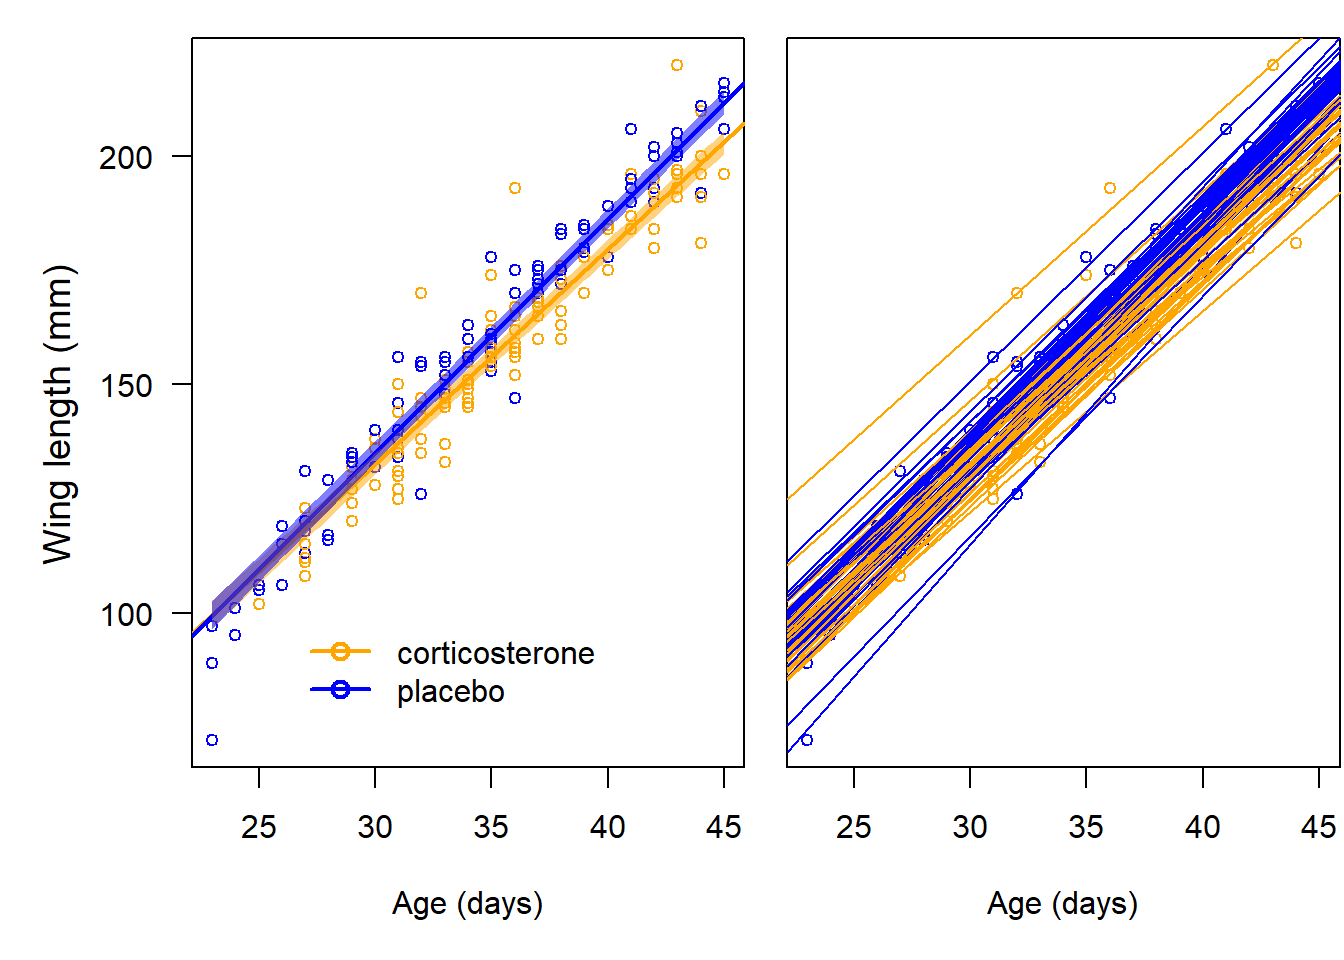 Wing length (mm)
200
150
100
corticosterone
placebo
25 30 35 40 45
25 30 35 40 45
Age (days)
Age (days)